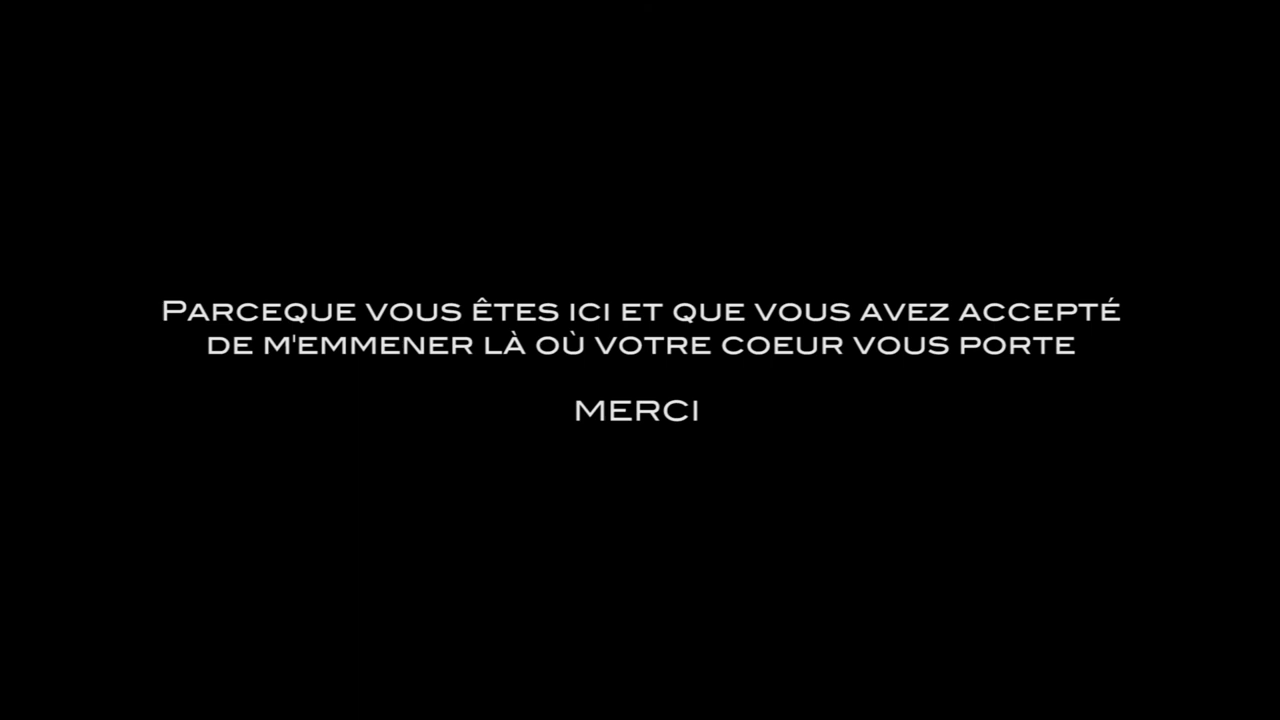 Parceque vous êtes ici et que vous avez accepté
de m'emmener là où votre coeur vous porte
MERCI